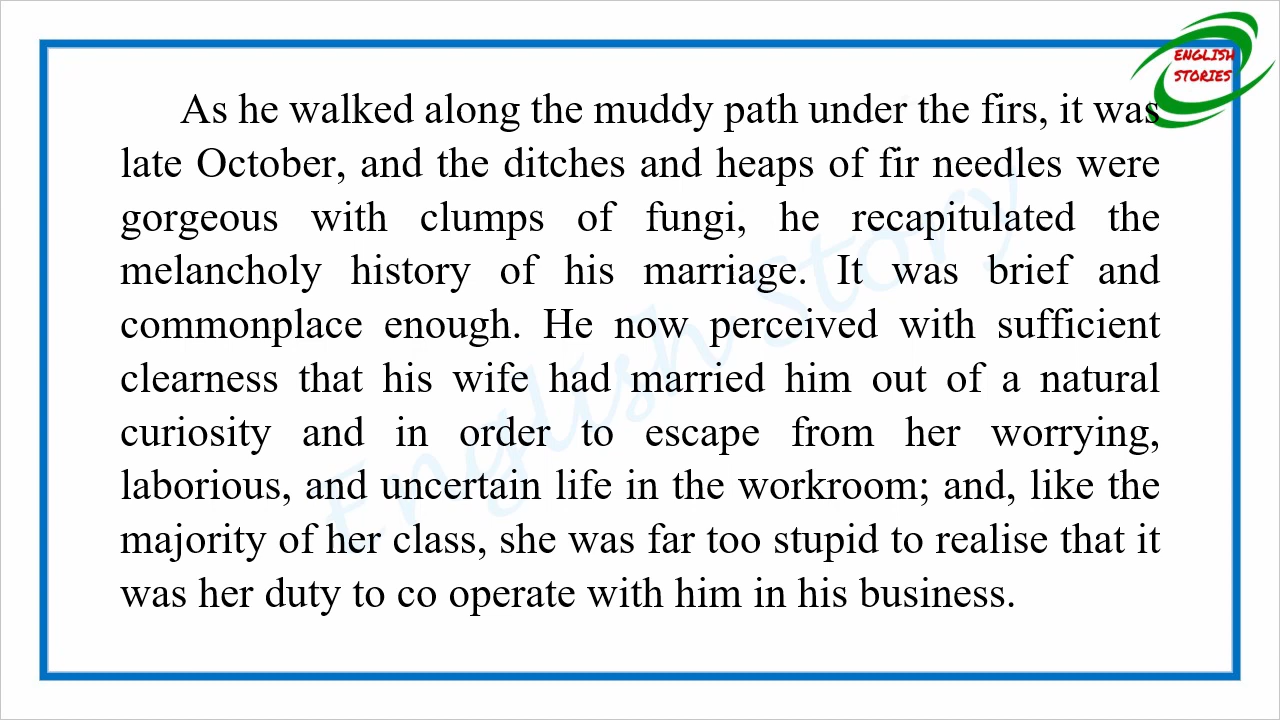 ENGLISH
STORIES
As he walked along the muddy path under the firs, it was
late October, and the ditches and heaps of fir needles were
gorgeous with clumps of fungi, he recapitulated the
melancholy history of his marriage. It was brief and
commonplace enough. He now perceived with sufficient
clearness that his wife had married him out of a natural
curiosity and in order to escape from her worrying,
laborious, and uncertain life in the workroom; and, like the
majority of her class, she was far too stupid to realise that it
was her duty to co operate with him in his business.
English Story